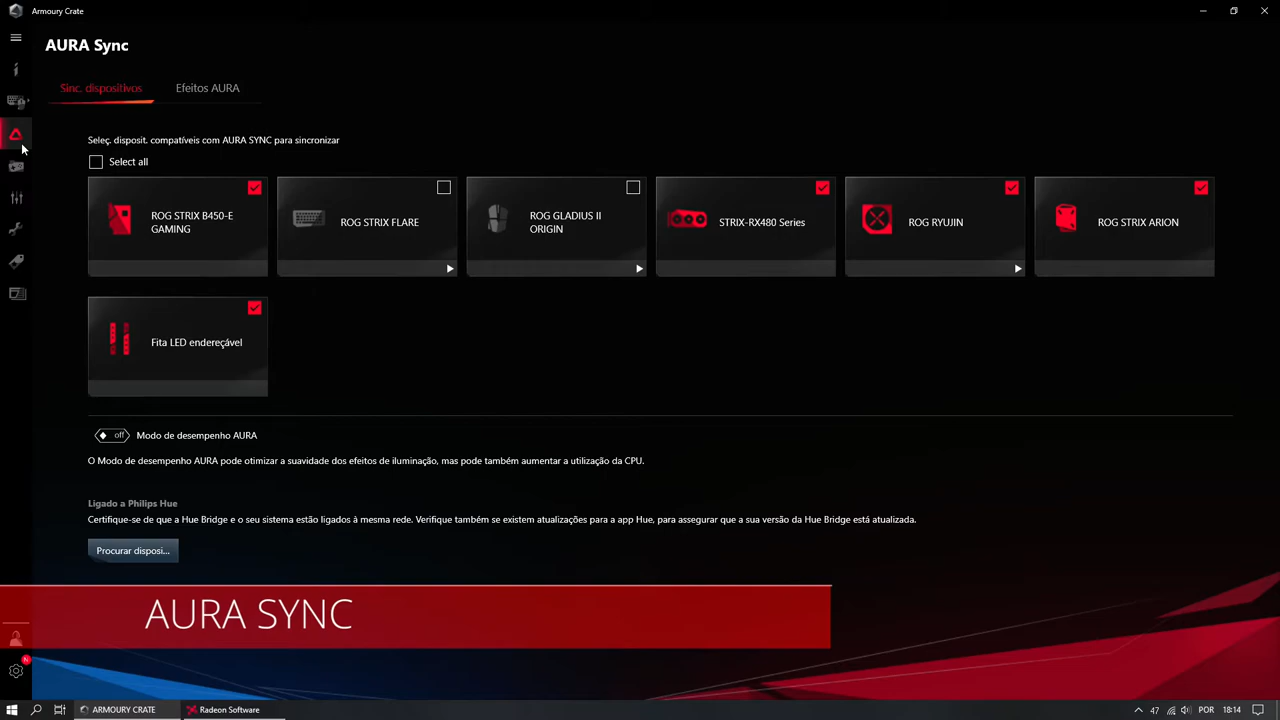 Armoury Crate
AURA Sync
Sinc. dispositivos
Efeitos AURA
Seleç. disposit. compatíveis com AURA SYNC para sincronizar
Select all
ROG STRIX B450-E
GAMING
ROG STRIX FLARE
ROG GLADIUS II
ORIGIN
STRIX-RX480 Series
ROG RYUJIN
ROG STRIX ARION
Fita LED endereçável
off
Modo de desempenho AURA
O Modo de desempenho AURA pode otimizar a suavidade dos efeitos de iluminação, mas pode também aumentar a utilização da CPU.
Ligado a Philips Hue
Certifique-se de que a Hue Bridge e o seu sistema estão ligados à mesma rede. Verifique também se existem atualizações para a app Hue, para assegurar que a sua versão da Hue Bridge está atualizada.
Procurar disposi...
AURA SYNC
N
ARMOURY CRATE
Radeon Software
47
POR
18:14